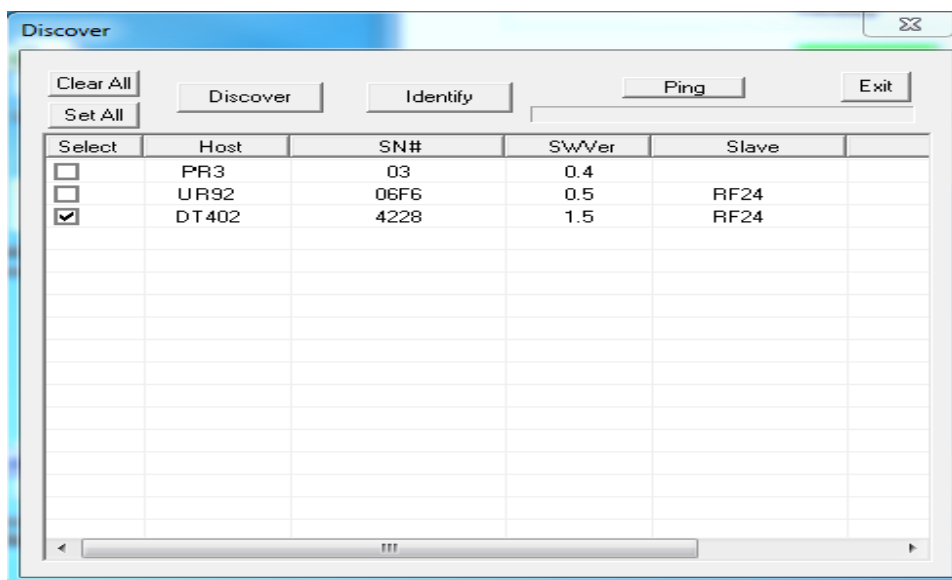 Discover
Clear All
Discover
Identify
Ping
Exit
Set All
Select Host SN# SWVer Slave
PR3 03 0.4
UR92 06F6 0.5 RF24
DT402 4228 1.5 RF24